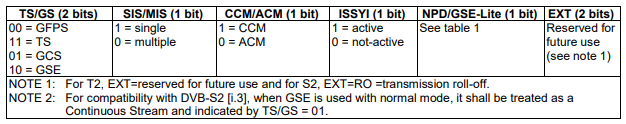 TS/GS (2 bits) SIS/MIS (1 bit) CCM/ACM (1 bit) ISSYI (1 bit) NPD/GSE-Lite (1 bit) EXT (2 bits)
00 = GFPS 1 = single 1 = CCM 1 = active See table 1 Reserved for
11 = TS 0 = multiple 0 = ACM 0 = not-active future use
01 = GCS (see note 1)
10 = GSE
NOTE 1: For T2, EXT=reserved for future use and for S2, EXT=RO =transmission roll-off.
NOTE 2: For compatibility with DVB-S2 [i.3], when GSE is used with normal mode, it shall be treated as a
Continuous Stream and indicated by TS/GS = 01.